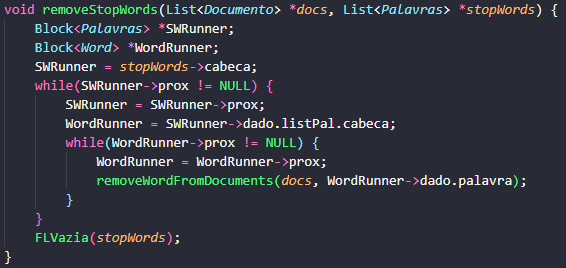 void removeStopWords(List<Documento> *docs, List<Palavras> *stopWords) {
    Block<Palavras> *SWRunner;
    Block<Word> *WordRunner;
    SWRunner = stopWords->cabeca;
    while(SWRunner->prox != NULL) {
        SWRunner = SWRunner->prox;
        WordRunner = SWRunner->dado.listPal.cabeca;
        while(WordRunner->prox != NULL) {
            WordRunner = WordRunner->prox;
            removeWordFromDocuments(docs, WordRunner->dado.palavra);
        }
    }
    FLVazia(stopWords);
}